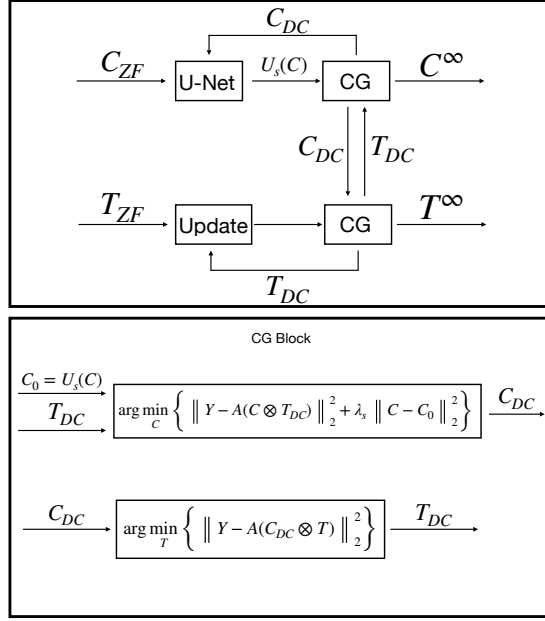 C_{DC}
C_{ZF} U-Net U_s(C) CG C^∞
C_{DC} T_{DC}
T_{ZF} Update CG T^∞
T_{DC}
CG Block
C_0 = U_s(C)
T_{DC}
arg min_C { ‖ Y − A(C ⊗ T_{DC}) ‖_2^2 + λ_s ‖ C − C_0 ‖_2^2 }
C_{DC}
C_{DC}
arg min_T { ‖ Y − A(C_{DC} ⊗ T) ‖_2^2 }
T_{DC}